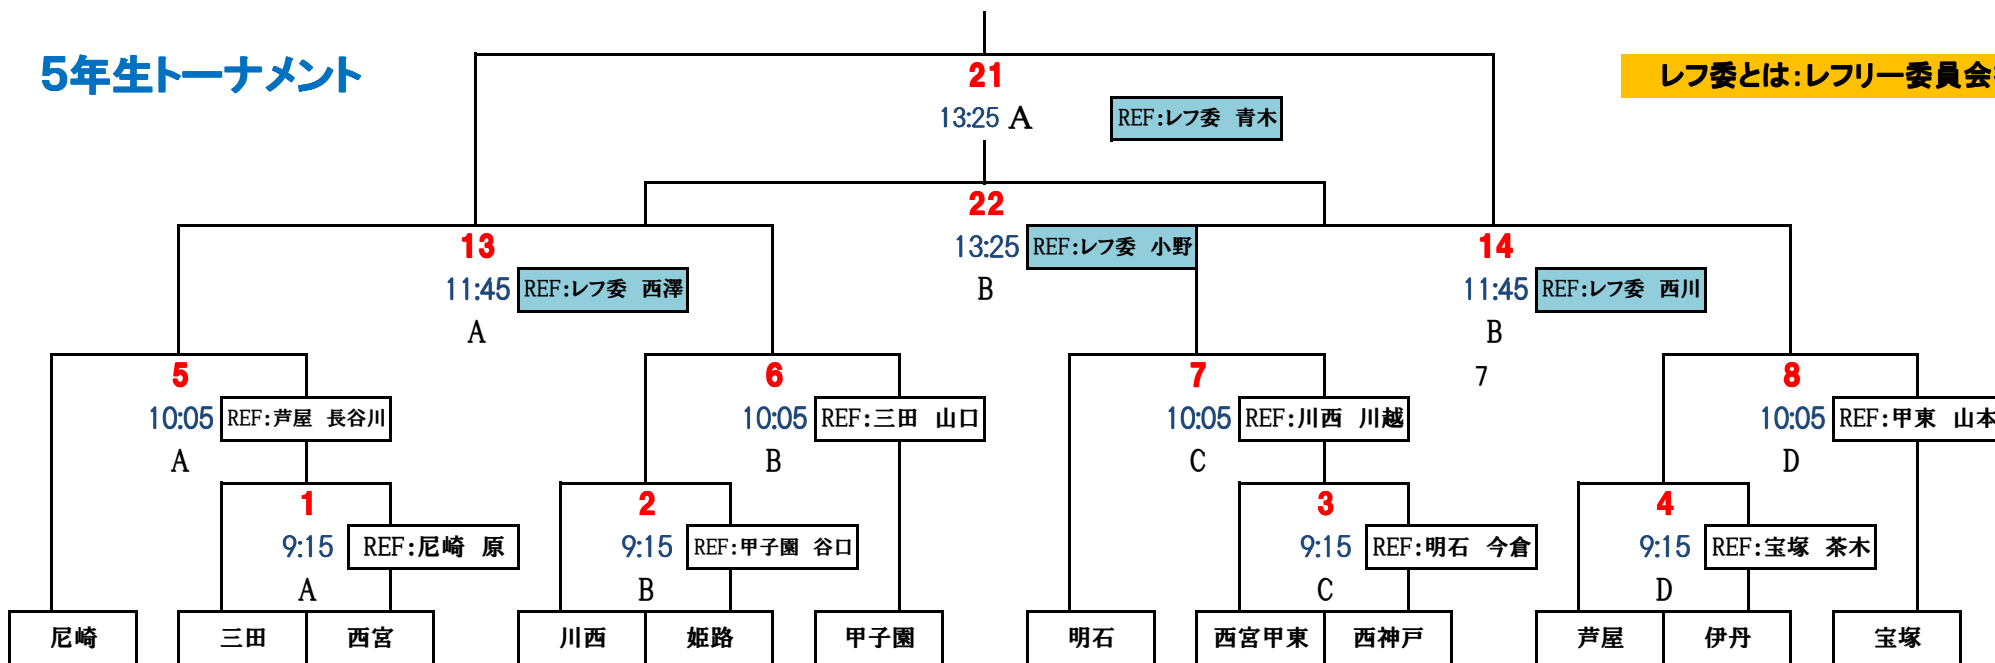 5年生トーナメント
レフ委とは:レフリー委員会
21
13:25 A
REF:レフ委 青木
22
13:25
REF:レフ委 小野
B
13
11:45
REF:レフ委 西澤
A
14
11:45
REF:レフ委 西川
B
7
5
10:05
REF:芦屋 長谷川
A
6
10:05
REF:三田 山口
B
7
10:05
REF:川西 川越
C
8
10:05
REF:甲東 山本
D
1
9:15
REF:尼崎 原
A
2
9:15
REF:甲子園 谷口
B
3
9:15
REF:明石 今倉
C
4
9:15
REF:宝塚 茶木
D
尼崎
三田
西宮
川西
姫路
甲子園
明石
西宮甲東
西神戸
芦屋
伊丹
宝塚